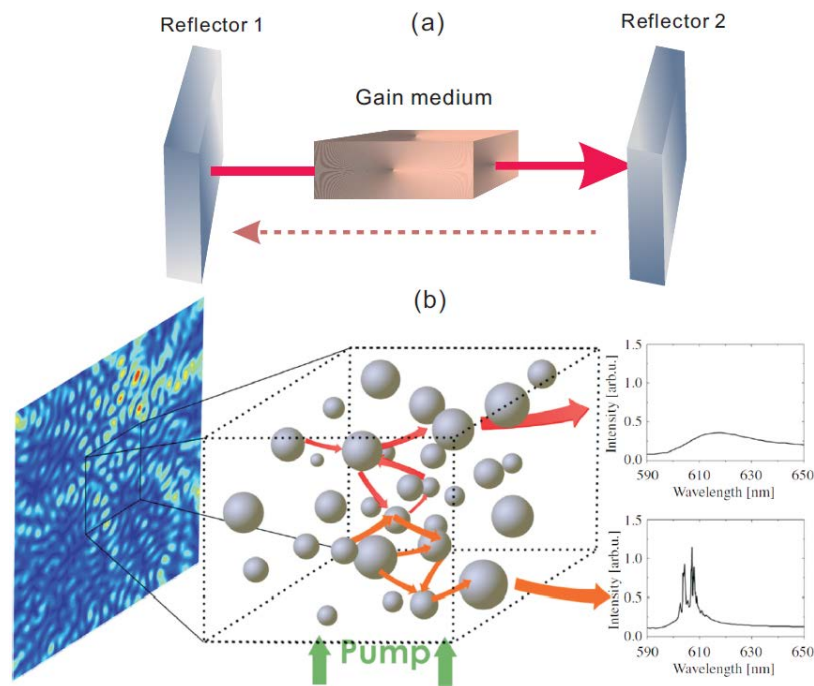 Reflector 1
(a)
Reflector 2
Gain medium
(b)
Intensity [arb.u.]
1.5
1.0
0.5
0.0
590
610
630
650
Wavelength [nm]
Intensity [arb.u.]
1.5
1.0
0.5
0.0
590
610
630
650
Wavelength [nm]
Pump